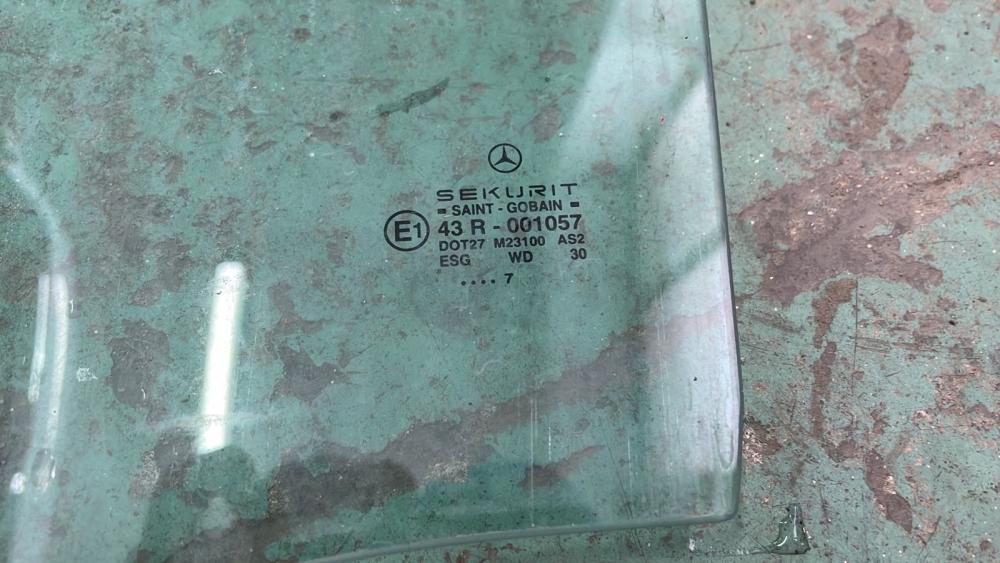 SEKURIT
SAINT - GOBAIN
E1 43 R - 001057
DOT27 M23100 AS2
ESG WD 30
.... 7